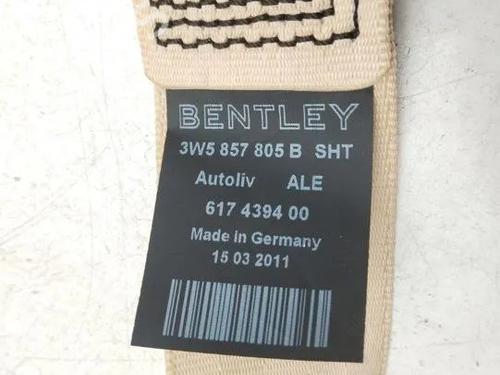 BENTLEY
3W5 857 805 B SHT
Autoliv ALE
617 4394 00
Made in Germany
15 03 2011